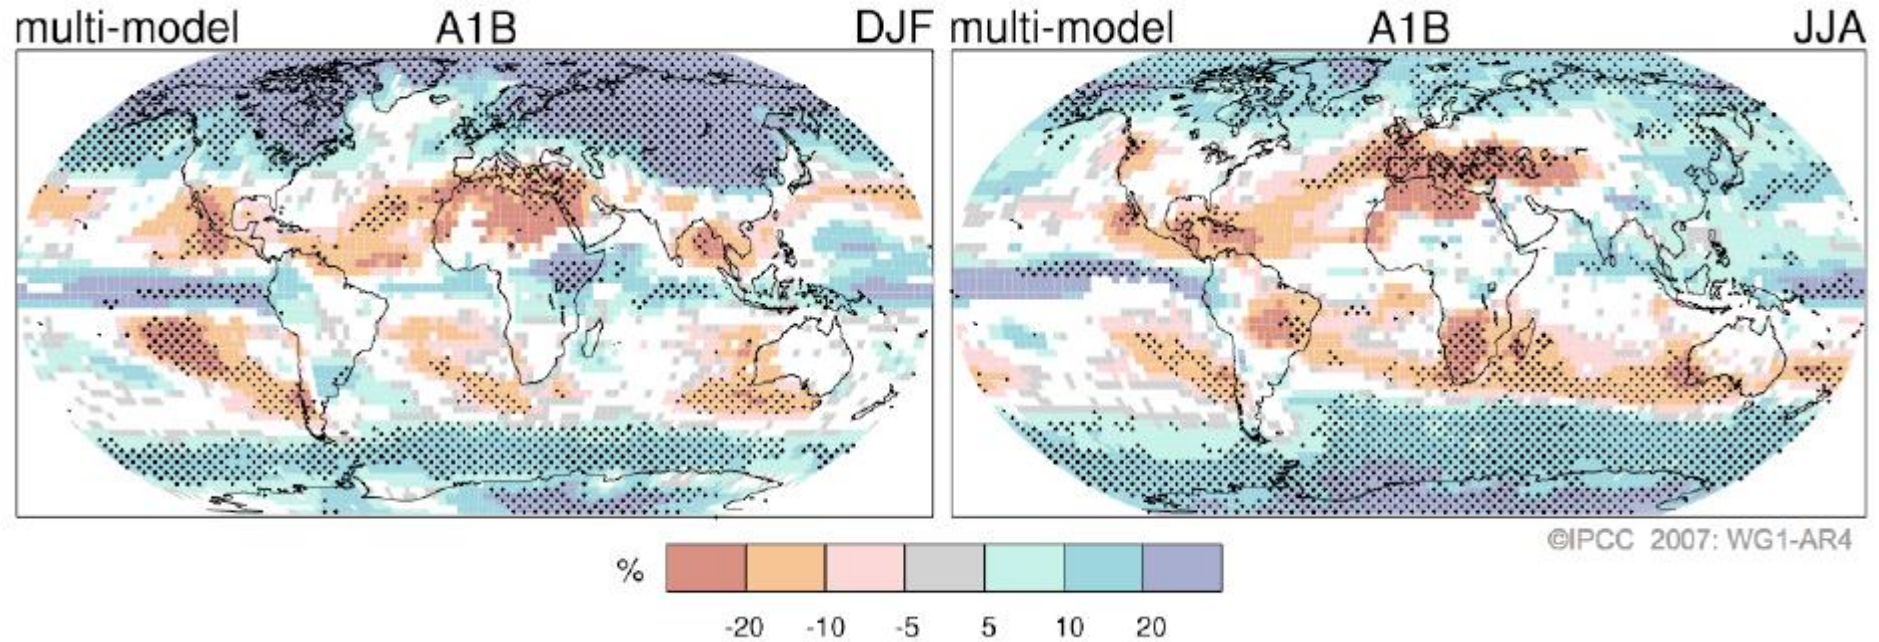 multi-model A1B DJF
multi-model A1B JJA
©IPCC 2007: WG1-AR4
%
-20 -10 -5 5 10 20